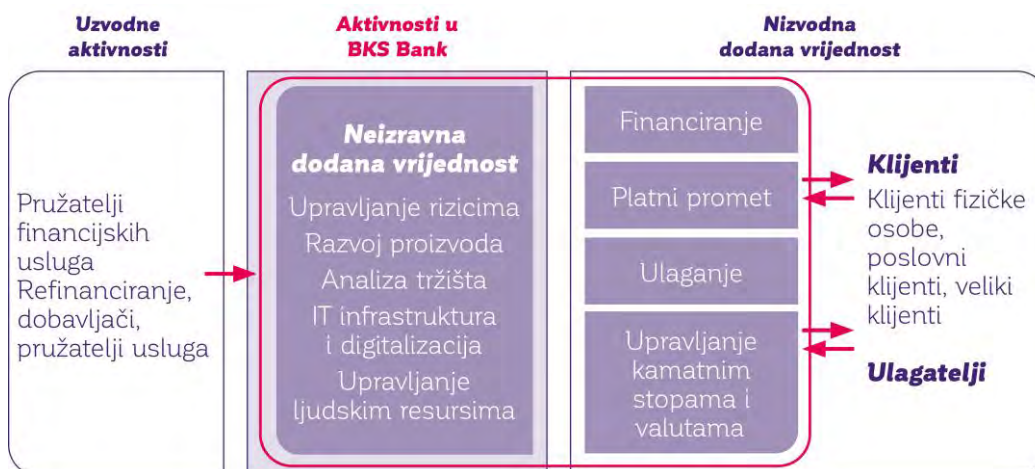 Uzvodne
aktivnosti
Aktivnosti u
BKS Bank
Nizvodna
dodana vrijednost
Pružatelji
financijskih
usluga
Refinanciranje,
dobavljači,
pružatelji usluga
Neizravna
dodana vrijednost
Upravljanje rizicima
Razvoj proizvoda
Analiza tržišta
IT infrastruktura
i digitalizacija
Upravljanje
ljudskim resursima
Financiranje
Platni promet
Ulaganje
Upravljanje
kamatnim
stopama i
valutama
Klijenti
Klijenti fizičke
osobe,
poslovni
klijenti, veliki
klijenti
Ulagatelji